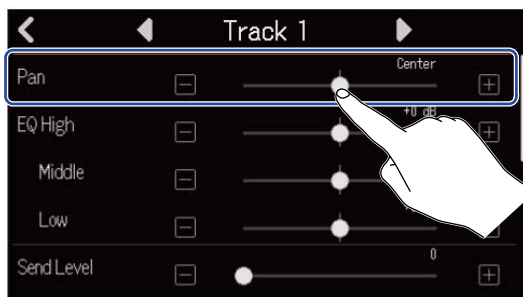 Track 1
Pan
Center
EQ High
+0 dB
Middle
Low
Send Level
0